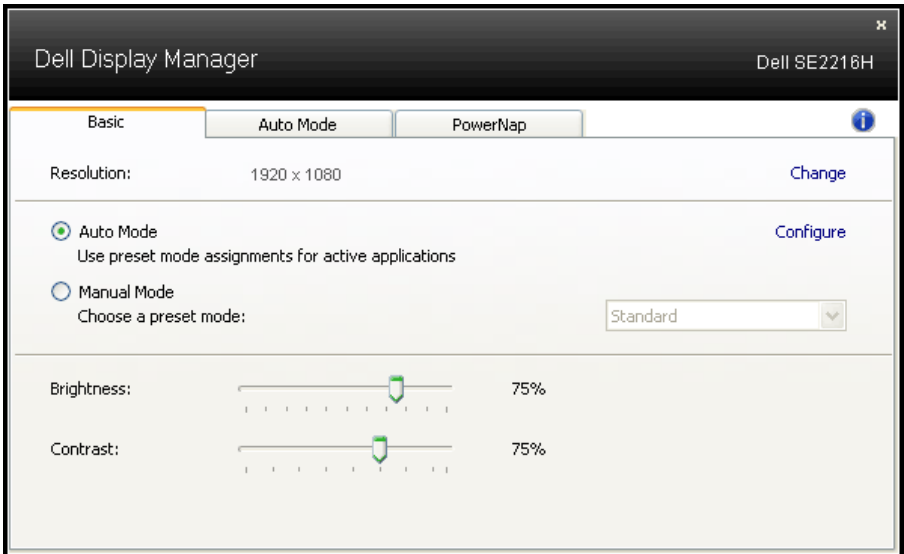 Dell Display Manager
Dell SE2216H
Basic
Auto Mode
PowerNap
Resolution:
1920 x 1080
Change
Auto Mode
Configure
Use preset mode assignments for active applications
Manual Mode
Choose a preset mode:
Standard
Brightness:
75%
Contrast:
75%